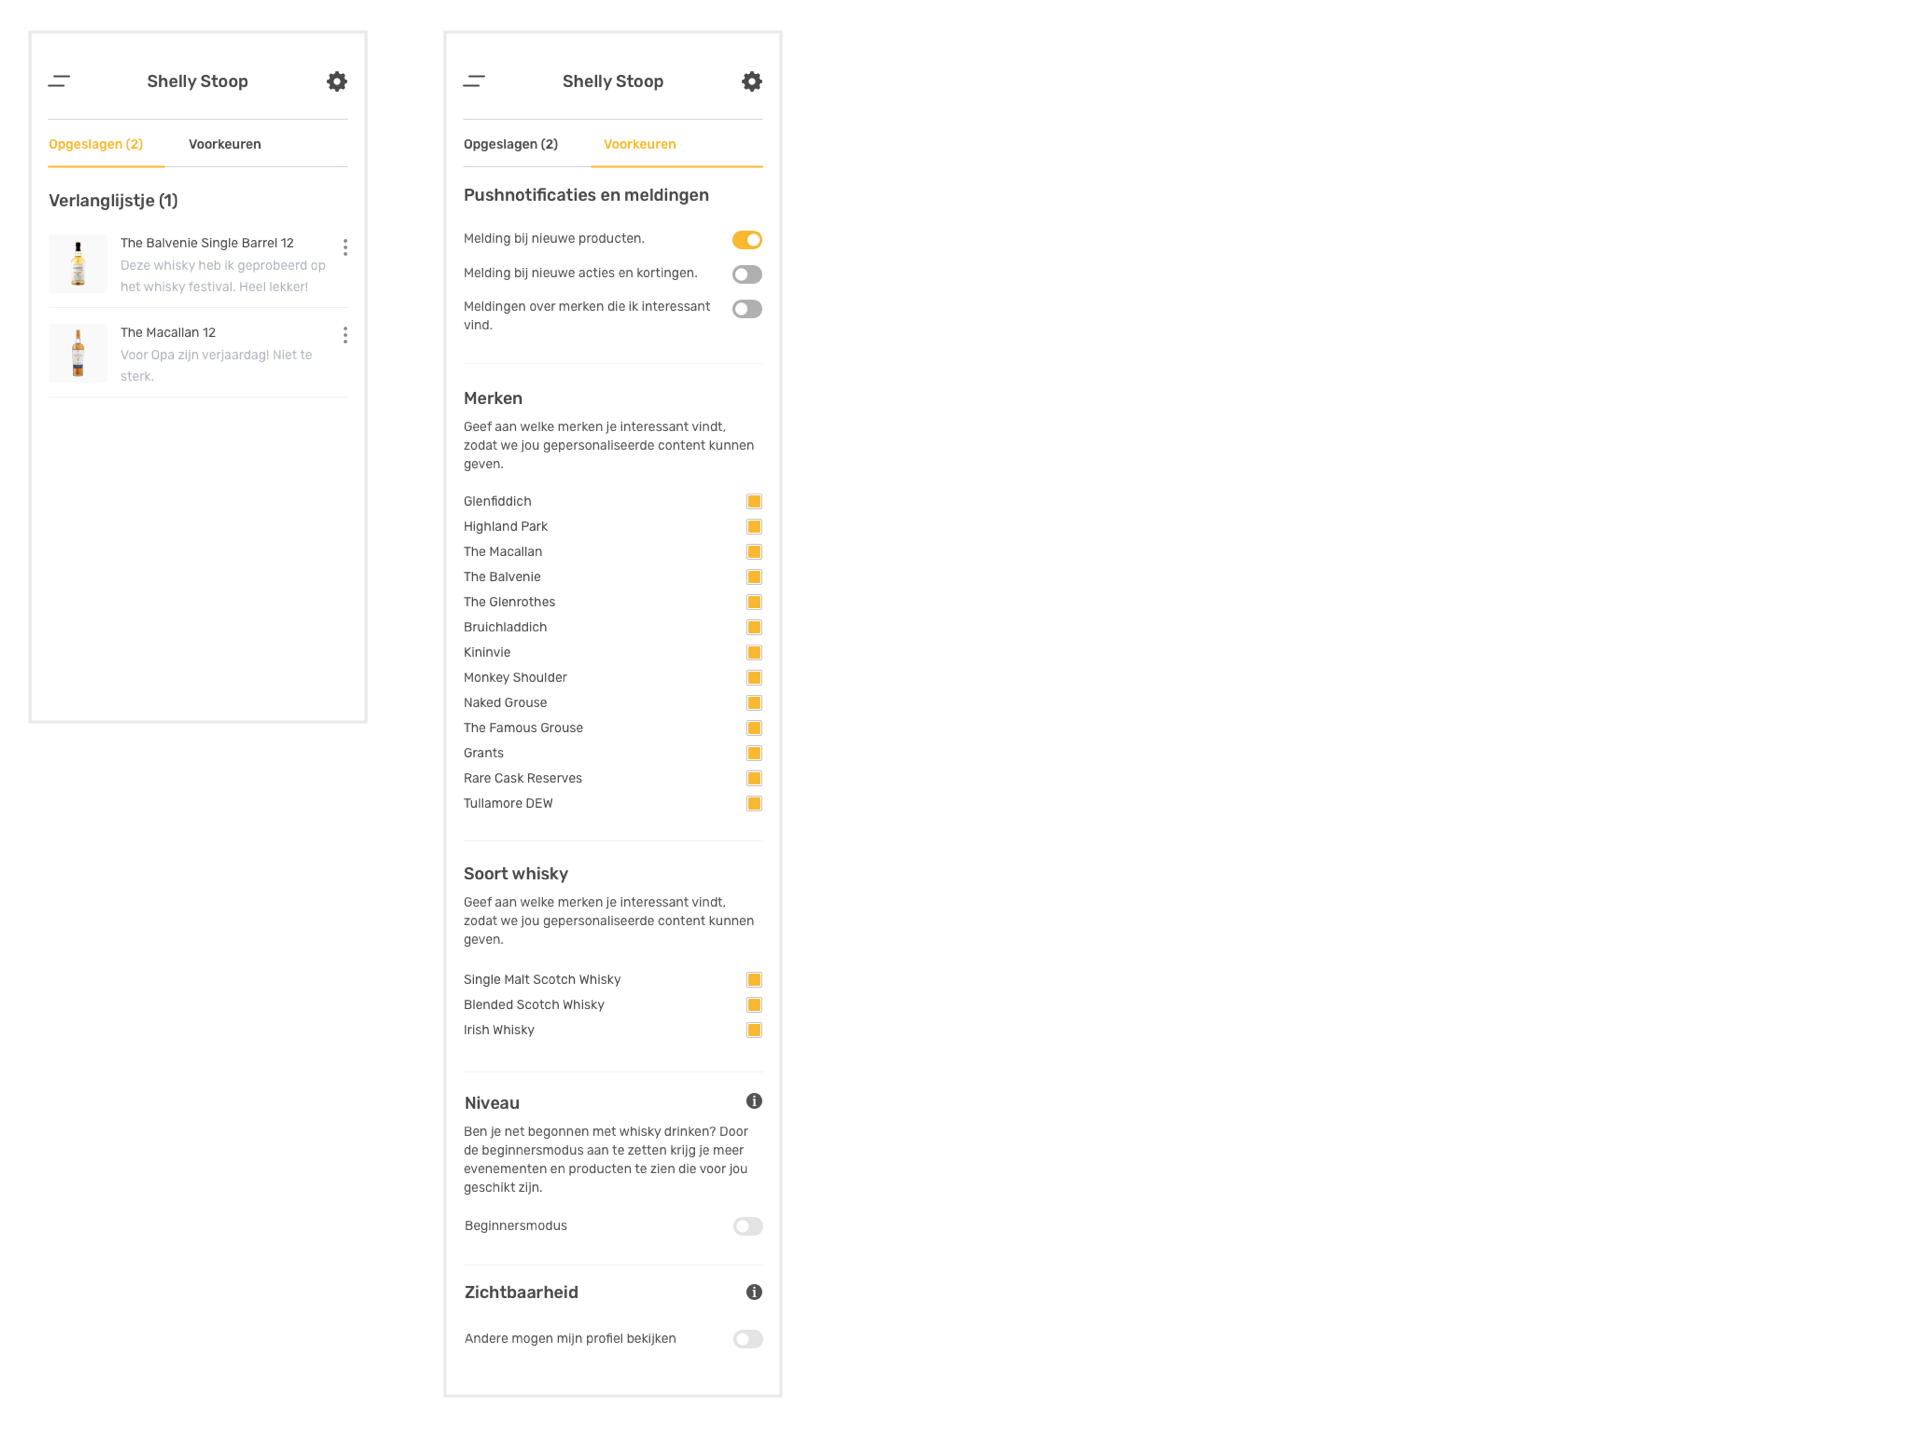 Shelly Stoop
Opgeslagen (2)
Voorkeuren
Verlanglijstje (1)
The Balvenie Single Barrel 12
Deze whisky heb ik geprobeerd op
het whisky festival. Heel lekker!
The Macallan 12
Voor Opa zijn verjaardag! Niet te
sterk.
Shelly Stoop
Opgeslagen (2)
Voorkeuren
Pushnotificaties en meldingen
Melding bij nieuwe producten.
Melding bij nieuwe acties en kortingen.
Meldingen over merken die ik interessant
vind.
Merken
Geef aan welke merken je interessant vindt,
zodat we jou gepersonaliseerde content kunnen
geven.
Glenfiddich
Highland Park
The Macallan
The Balvenie
The Glenrothes
Bruichladdich
Kininvie
Monkey Shoulder
Naked Grouse
The Famous Grouse
Grants
Rare Cask Reserves
Tullamore DEW
Soort whisky
Geef aan welke merken je interessant vindt,
zodat we jou gepersonaliseerde content kunnen
geven.
Single Malt Scotch Whisky
Blended Scotch Whisky
Irish Whisky
Niveau
Ben je net begonnen met whisky drinken? Door
de beginnersmodus aan te zetten krijg je meer
evenementen en producten te zien die voor jou
geschikt zijn.
Beginnersmodus
Zichtbaarheid
Andere mogen mijn profiel bekijken